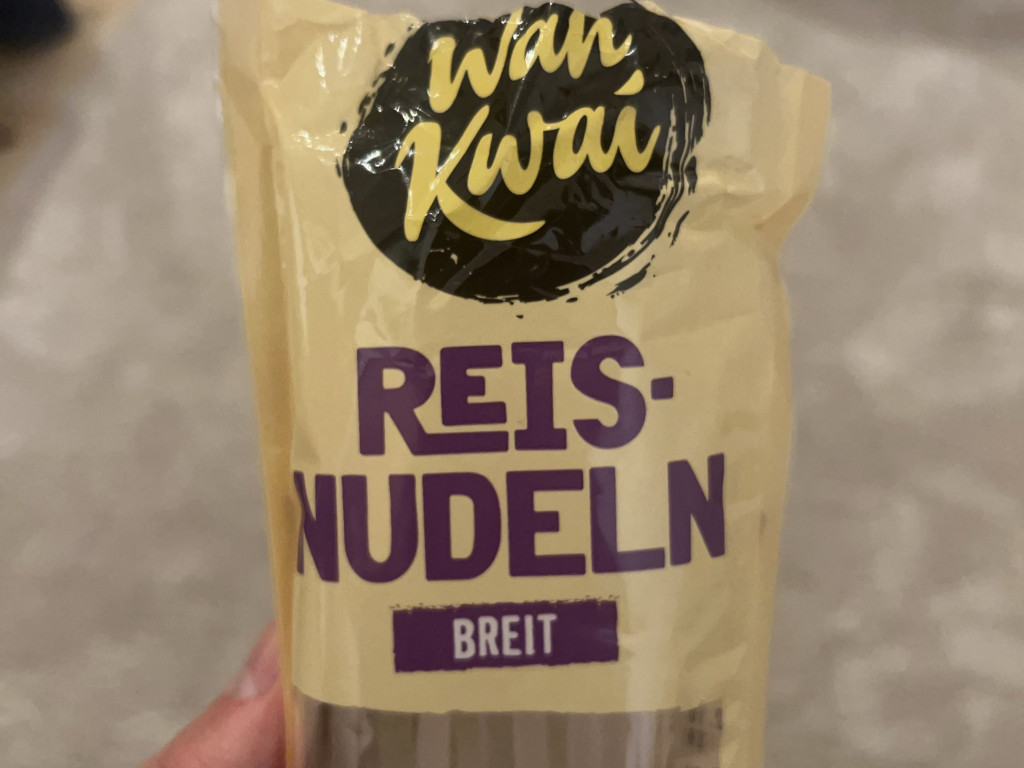 Wan
Kwai
REIS-
NUDELN
BREIT